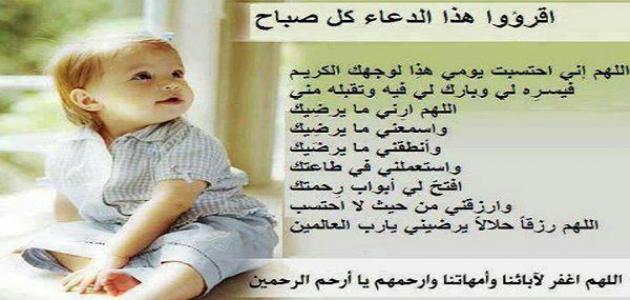 اقرؤوا هذا الدعاء كل صباح
اللهم إني احتسبت يومي هذا لوجهك الكريم
فيسره لي وبارك لي فيه وتقبله مني
اللهم ارني ما يرضيك
واسمعني ما يرضيك
وأنطقني ما يرضيك
واستعملني في طاعتك
افتح لي أبواب رحمتك
وارزقني من حيث لا احتسب
اللهم رزقاً حلالاً يرضيني يارب العالمين
اللهم اغفر لآبائنا وأمهاتنا وارحمهم يا أرحم الرحمين